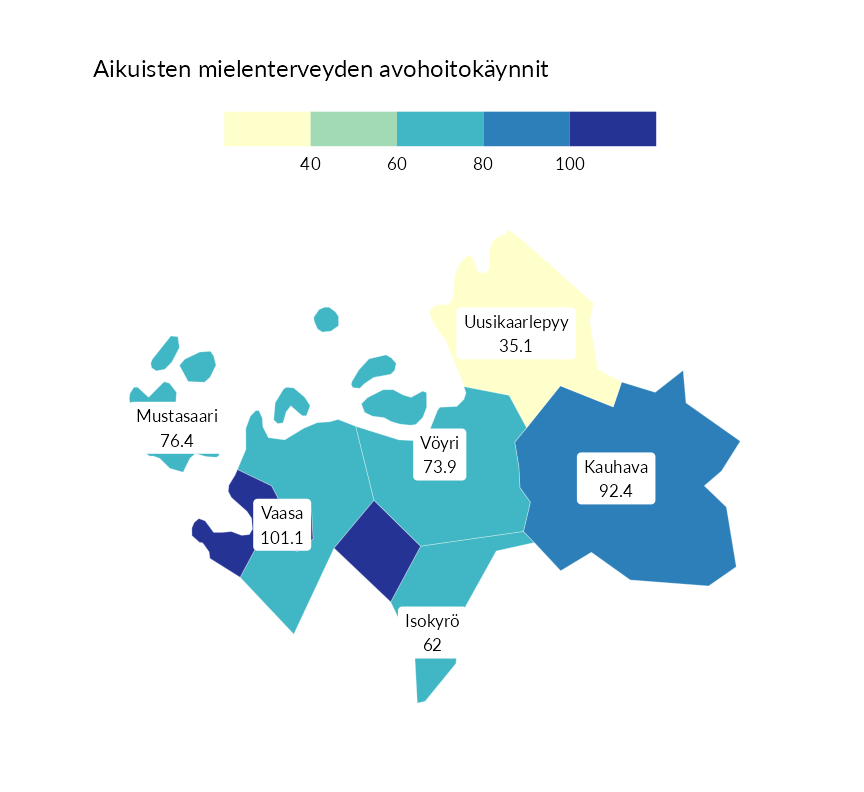 Aikuisten mielenterveyden avohoitokäynnit
40 60 80 100
Uusikaarlepyy
35.1
Mustasaari
76.4
Vöyri
73.9
Kauhava
92.4
Vaasa
101.1
Isokyrö
62